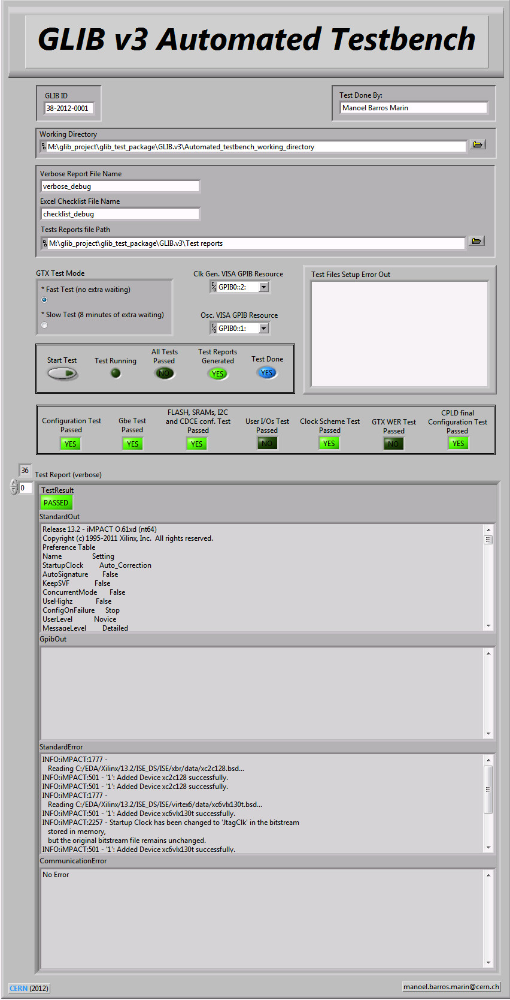 GLIB v3 Automated Testbench
GLIB ID
38-2012-0001
Test Done By:
Manoel Barros Marin
Working Directory
M:\glib_project\glib_test_package\GLIB.v3\Automated_testbench_working_directory
Verbose Report File Name
verbose_debug
Excel Checklist File Name
checklist_debug
Tests Reports file Path
M:\glib_project\glib_test_package\GLIB.v3\Test reports
GTX Test Mode
* Fast Test (no extra waiting)
* Slow Test (8 minutes of extra waiting)
Clk Gen. VISA GPIB Resource
GPIB0::2:
Osc. VISA GPIB Resource
GPIB0::1:
Test Files Setup Error Out
Start Test
Test Running
All Tests
Passed
NO
Test Reports
Generated
YES
Test Done
YES
Configuration Test
Passed
YES
Gbe Test
Passed
YES
FLASH, SRAMs, I2C
and CDCE conf. Test
Passed
YES
User I/Os Test
Passed
NO
Clock Scheme Test
Passed
YES
GTX WER Test
Passed
NO
CPLD final
Configuration Test
Passed
YES
36
0
Test Report (verbose)
TestResult
PASSED
StandardOut
Release 13.2 - iMPACT O.61xd (nt64)
Copyright (c) 1995-2011 Xilinx, Inc.  All rights reserved.
Preference Table
Name Setting
StartupClock Auto_Correction
AutoSignature False
KeepSVF False
ConcurrentMode False
UseHighz False
ConfigOnFailure Stop
UserLevel Novice
MessageLevel Detailed
GpibOut
StandardError
INFO:iMPACT:1777 -
Reading C:/EDA/Xilinx/13.2/ISE_DS/ISE/xbr/data/xc2c128.bsd...
INFO:iMPACT:501 - '1': Added Device xc2c128 successfully.
INFO:iMPACT:501 - '1': Added Device xc2c128 successfully.
INFO:iMPACT:1777 -
Reading C:/EDA/Xilinx/13.2/ISE_DS/ISE/virtex6/data/xc6vlx130t.bsd...
INFO:iMPACT:501 - '1': Added Device xc6vlx130t successfully.
INFO:iMPACT:2257 - Startup Clock has been changed to 'JtagClk' in the bitstream
stored in memory,
but the original bitstream file remains unchanged.
INFO:iMPACT:501 - '1': Added Device xc6vlx130t successfully.
CommunicationError
No Error
CERN (2012)
manoel.barros.marin@cern.ch